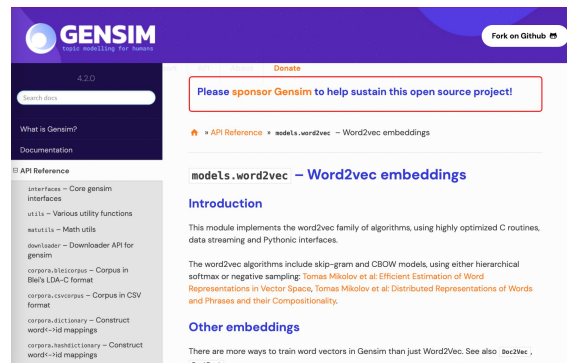 GENSIM
topic modelling for humans
Fork on Github
4.2.0
API
About
Donate
Search docs
What is Gensim?
Documentation
API Reference
interfaces – Core gensim
interfaces
utils – Various utility functions
matutils – Math utils
downloader – Downloader API for
gensim
corpora.bleicorpus – Corpus in
Blei's LDA-C format
corpora.csvcorpus – Corpus in CSV
format
corpora.dictionary – Construct
word<->id mappings
corpora.hashdictionary – Construct
word<->id mappings
Please sponsor Gensim to help sustain this open source project!
» API Reference » models.word2vec – Word2vec embeddings
models.word2vec – Word2vec embeddings
Introduction
This module implements the word2vec family of algorithms, using highly optimized C routines,
data streaming and Pythonic interfaces.
The word2vec algorithms include skip-gram and CBOW models, using either hierarchical
softmax or negative sampling: Tomas Mikolov et al: Efficient Estimation of Word
Representations in Vector Space, Tomas Mikolov et al: Distributed Representations of Words
and Phrases and their Compositionality.
Other embeddings
There are more ways to train word vectors in Gensim than just Word2Vec. See also Doc2Vec ,